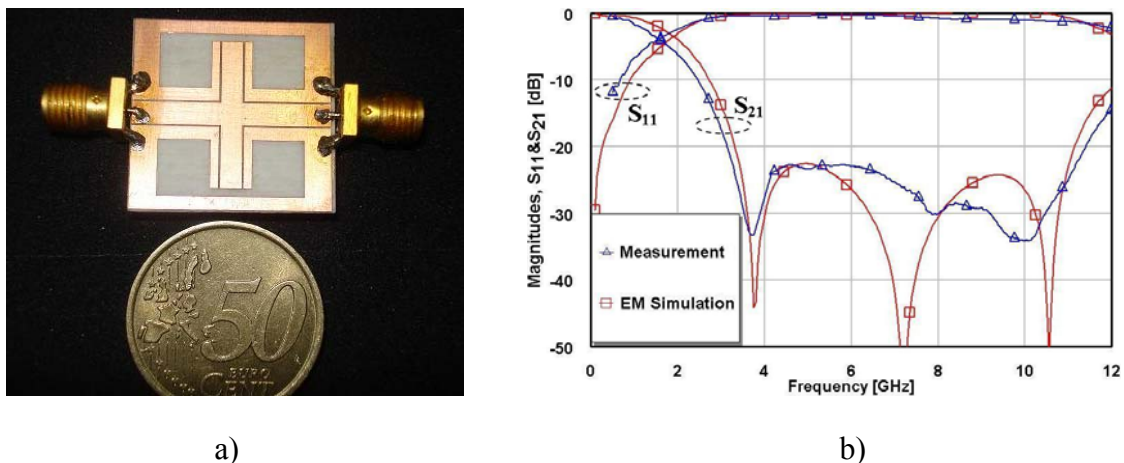 50
EURO
CENT
a)
0
-10
-20
-30
-40
-50
Magnitudes, S11&S21 [dB]
S11
S21
Measurement
EM Simulation
0 2 4 6 8 10 12
Frequency [GHz]
b)